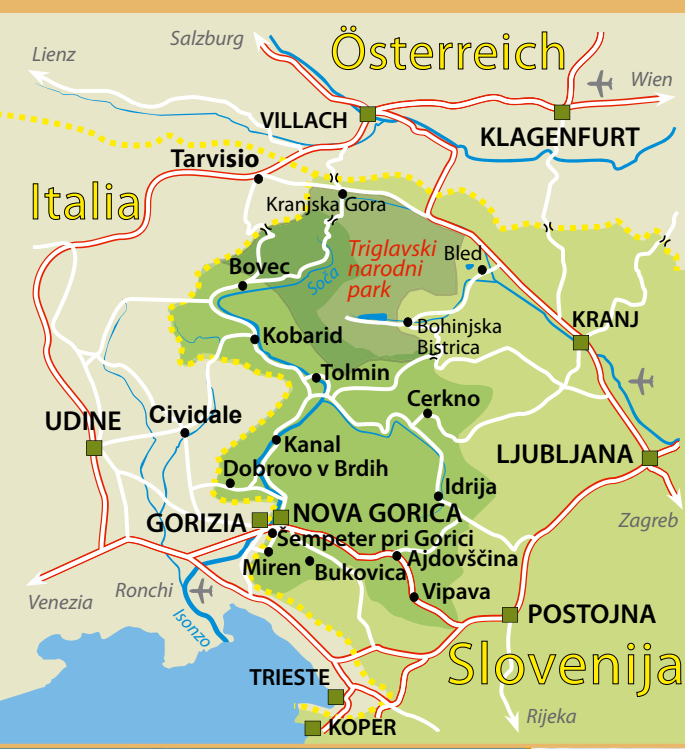 Salzburg
Österreich
Lienz
Wien
VILLACH
KLAGENFURT
Tarvisio
Italia
Kranjska Gora
Triglavski
narodni
park
Bled
Bovec
Soča
KRANJ
Bohinjska
Bistrica
Kobarid
Tolmin
Cerkno
UDINE
Cividale
Kanal
LJUBLJANA
Dobrovo v Brdih
Idrija
GORIZIA
NOVA GORICA
Zagreb
Šempeter pri Gorici
Ajdovščina
Miren
Bukovica
Ronchi
Vipava
Venezia
Isonzo
POSTOJNA
Slovenija
TRIESTE
Rijeka
KOPER